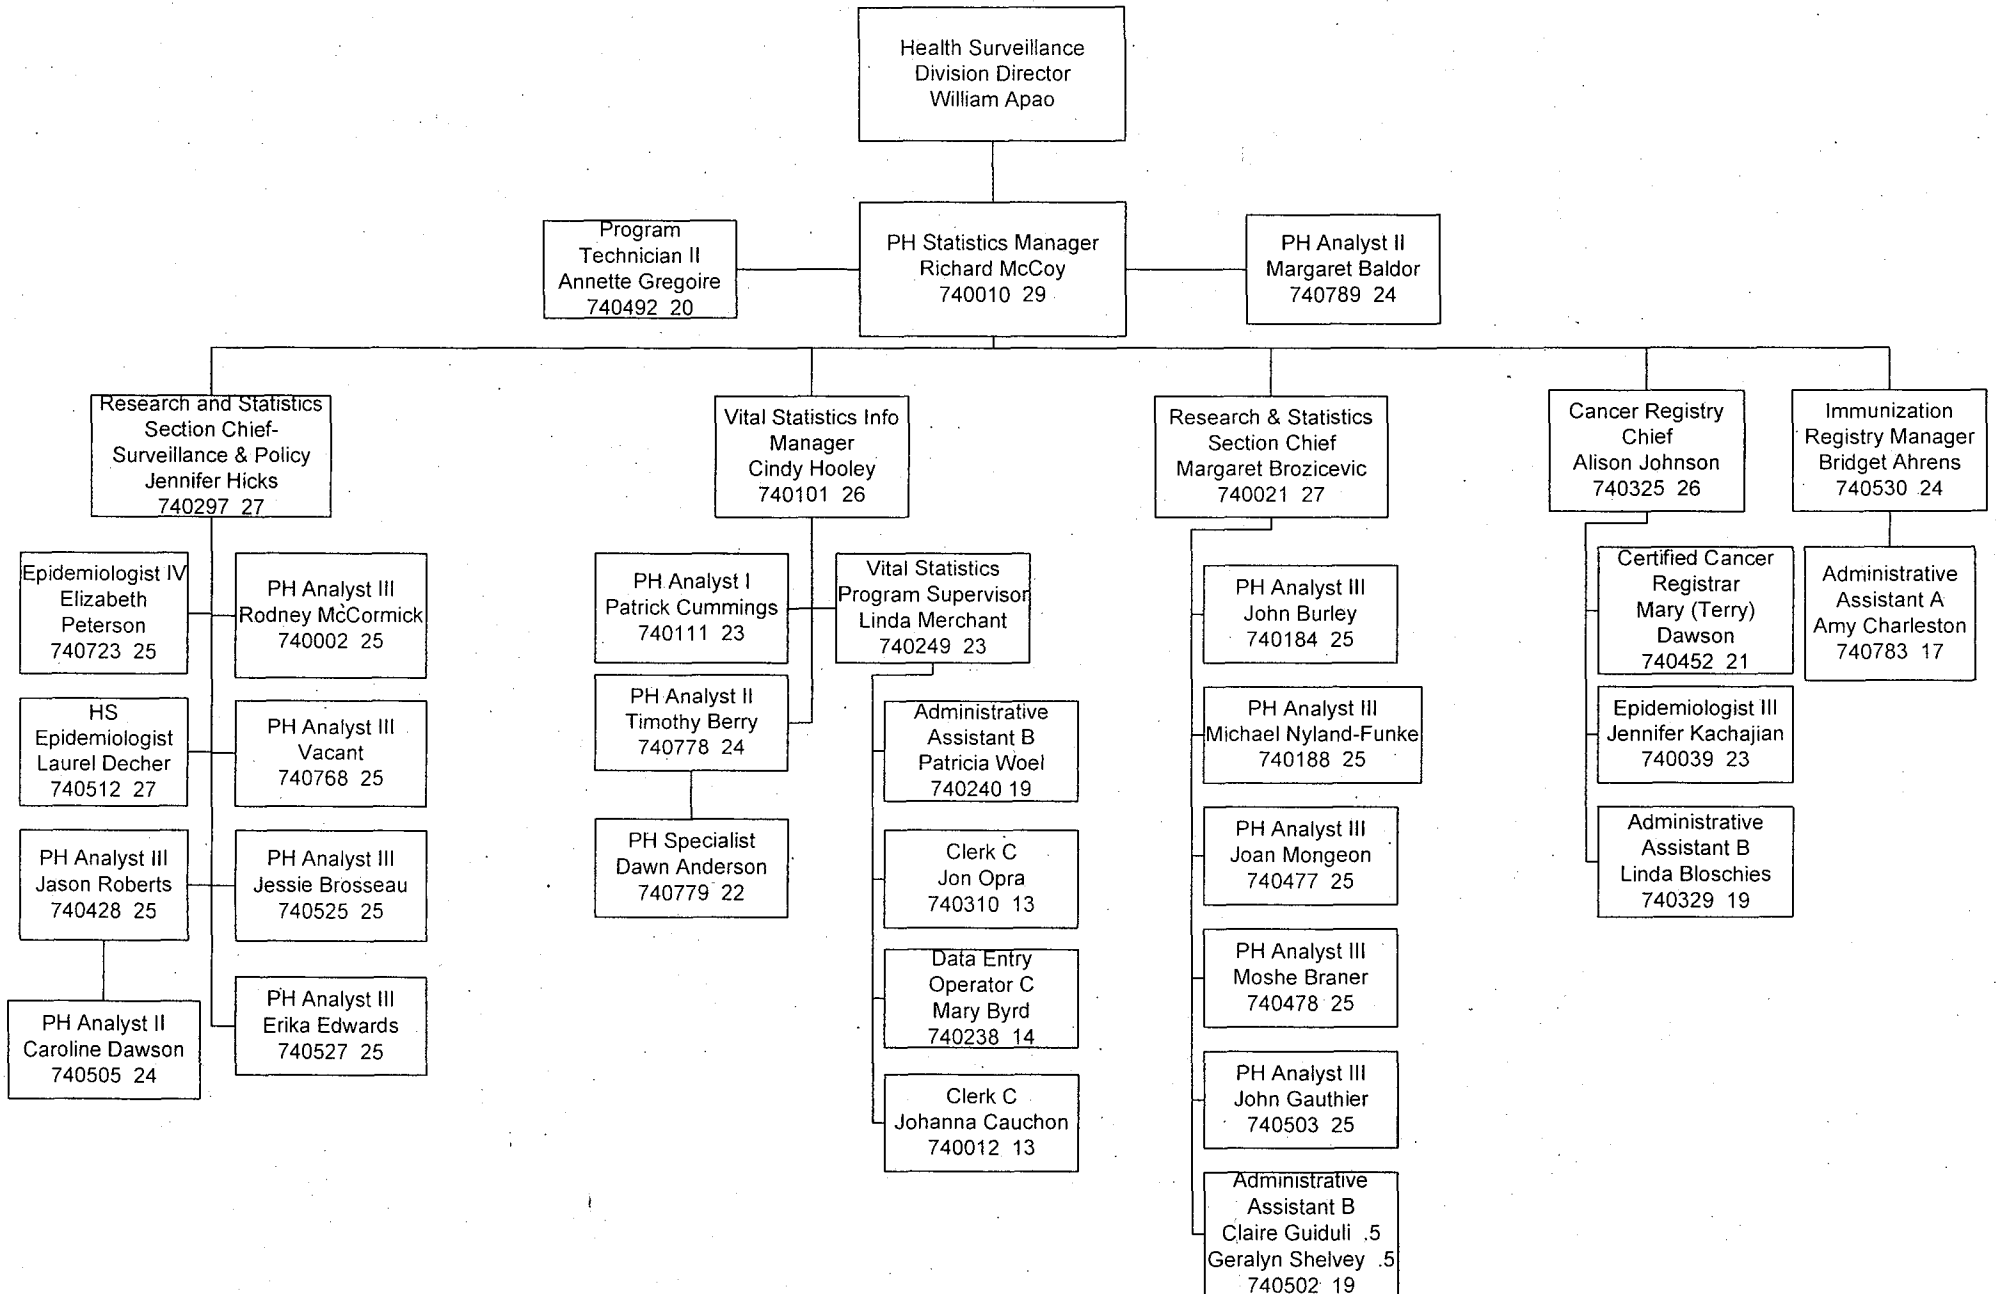 Health Surveillance
Division Director
William Apao
Program
Technician II
Annette Gregoire
740492 20
PH Statistics Manager
Richard McCoy
740010 29
PH Analyst II
Margaret Baldor
740789 24
Research and Statistics
Section Chief-
Surveillance & Policy
Jennifer Hicks
740297 27
Vital Statistics Info
Manager
Cindy Hooley
740101 26
Research & Statistics
Section Chief
Margaret Brozicevic
740021 27
Cancer Registry
Chief
Alison Johnson
740325 26
Immunization
Registry Manager
Bridget Ahrens
740530 24
Epidemiologist IV
Elizabeth
Peterson
740723 25
PH Analyst III
Rodney McCormick
740002 25
HS
Epidemiologist
Laurel Decher
740512 27
PH Analyst III
Vacant
740768 25
PH Analyst III
Jason Roberts
740428 25
PH Analyst III
Jessie Brosseau
740525 25
PH Analyst II
Caroline Dawson
740505 24
PH Analyst III
Erika Edwards
740527 25
PH Analyst I
Patrick Cummings
740111 23
Vital Statistics
Program Supervisor
Linda Merchant
740249 23
PH Analyst II
Timothy Berry
740778 24
PH Specialist
Dawn Anderson
740779 22
Administrative
Assistant B
Patricia Woel
740240 19
Clerk C
Jon Opra
740310 13
Data Entry
Operator C
Mary Byrd
740238 14
Clerk C
Johanna Cauchon
740012 13
PH Analyst III
John Burley
740184 25
PH Analyst III
Michael Nyland-Funke
740188 25
PH Analyst III
Joan Mongeon
740477 25
PH Analyst III
Moshe Braner
740478 25
PH Analyst III
John Gauthier
740503 25
Administrative
Assistant B
Claire Guiduli .5
Geralyn Shelvey .5
740502 19
Certified Cancer
Registrar
Mary (Terry)
Dawson
740452 21
Epidemiologist III
Jennifer Kachajian
740039 23
Administrative
Assistant B
Linda Bloschies
740329 19
Administrative
Assistant A
Amy Charleston
740783 17